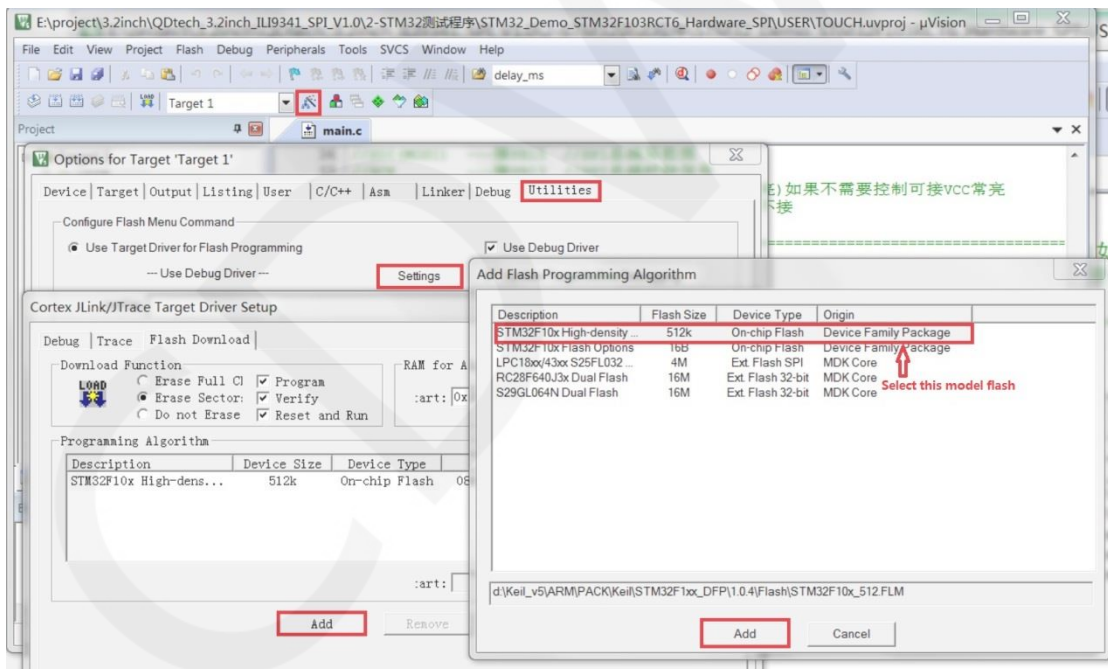 E:\project\3.2inch\QDtech_3.2inch_ILI9341_SPI_V1.0\2-STM32测试程序\STM32_Demo_STM32F103RCT6_Hardware_SPI\USER\TOUCH.uvproj - µVision
File Edit View Project Flash Debug Peripherals Tools SVCS Window Help
delay_ms
LOAD Target 1
Project main.c
Options for Target 'Target 1'
Device Target Output Listing User C/C++ Asm Linker Debug Utilities
如果不需要控制可接VCC常亮
Configure Flash Menu Command
Use Target Driver for Flash Programming Use Debug Driver
--- Use Debug Driver --- Settings
Cortex JLink/JTrace Target Driver Setup
Debug Trace Flash Download
Download Function RAM for A
LOAD Erase Full Cl Program
Erase Sector: Verify :art: 0x
Do not Erase Reset and Run
Programming Algorithm
Description Device Size Device Type
STM32F10x High-dens... 512k On-chip Flash 08
:art:
Add Remove
Add Flash Programming Algorithm
Description Flash Size Device Type Origin
STM32F10x High-density ... 512k On-chip Flash Device Family Package
STM32F10x Flash Options 16B On-chip Flash Device Family Package
LPC18xx/43xx S25FL032 ... 4M Ext. Flash SPI MDK Core
RC28F640J3x Dual Flash 16M Ext. Flash 32-bit MDK Core
S29GL064N Dual Flash 16M Ext. Flash 32-bit MDK Core
Select this model flash
d:\Keil_v5\ARM\PACK\Keil\STM32F1xx_DFP\1.0.4\Flash\STM32F10x_512.FLM
Add Cancel